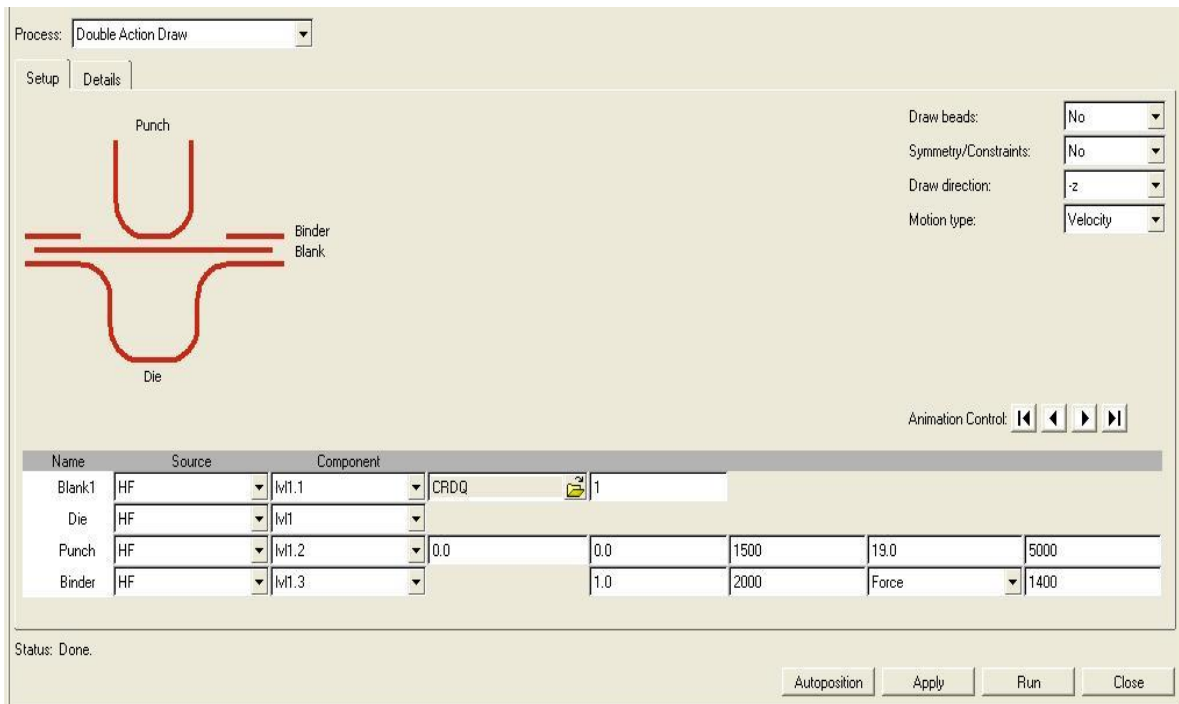 Process: Double Action Draw
Setup Details
Punch
Binder
Blank
Die
Draw beads: No
Symmetry/Constraints: No
Draw direction: -z
Motion type: Velocity
Animation Control:
Name Source Component
Blank1 HF lvl1.1 CRDQ 1
Die HF lvl1
Punch HF lvl1.2 0.0 0.0 1500 19.0 5000
Binder HF lvl1.3 1.0 2000 Force 1400
Status: Done.
Autoposition Apply Run Close